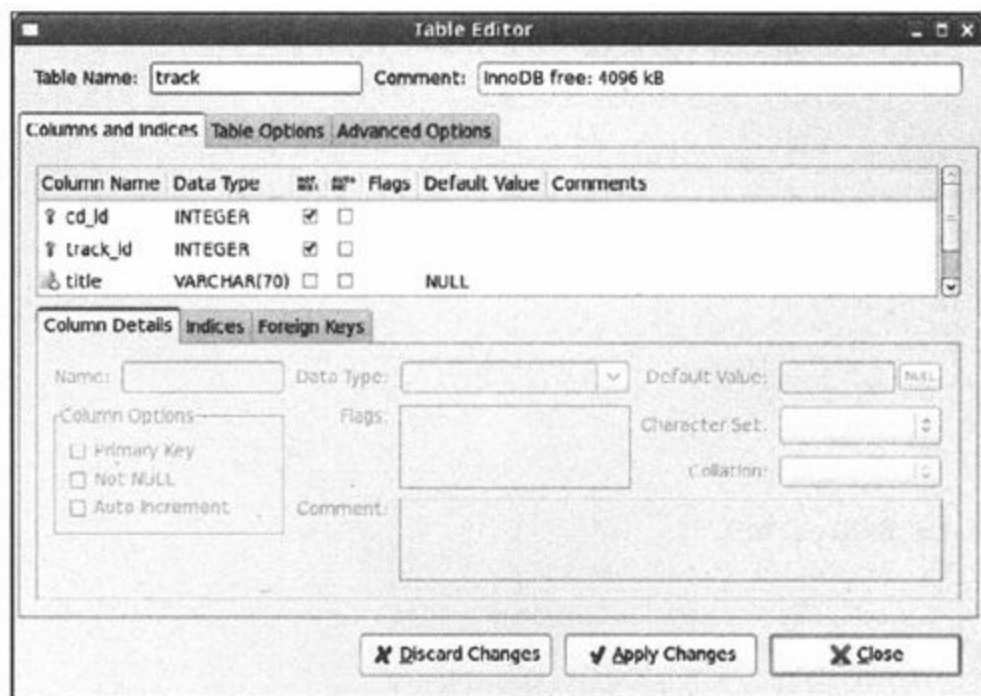 Table Editor
Table Name: track Comment: InnoDB free: 4096 kB
Columns and Indices Table Options Advanced Options
Column Name Data Type Flags Default Value Comments
cd_id INTEGER
track_id INTEGER
title VARCHAR(70) NULL
Column Details Indices Foreign Keys
Name: Data Type: Default Value: NULL
Column Options Flags: Character Set:
Primary Key
Not NULL Collation:
Auto Increment Comment:
Discard Changes Apply Changes Close